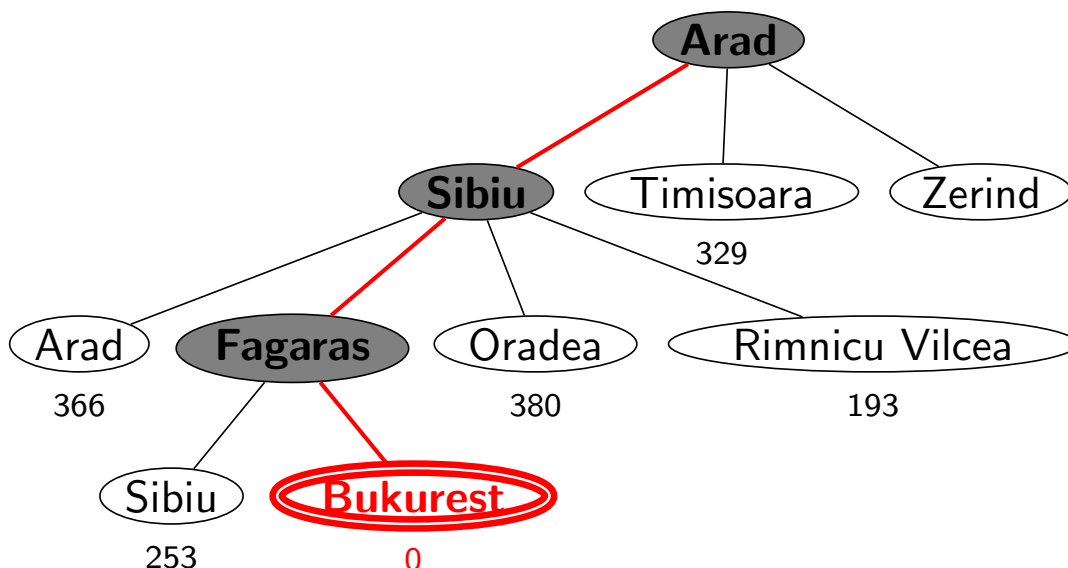 Arad
Sibiu
Timisoara
Zerind
329
Arad
Fagaras
Oradea
Rimnicu Vilcea
366
380
193
Sibiu
Bukurest
253
0